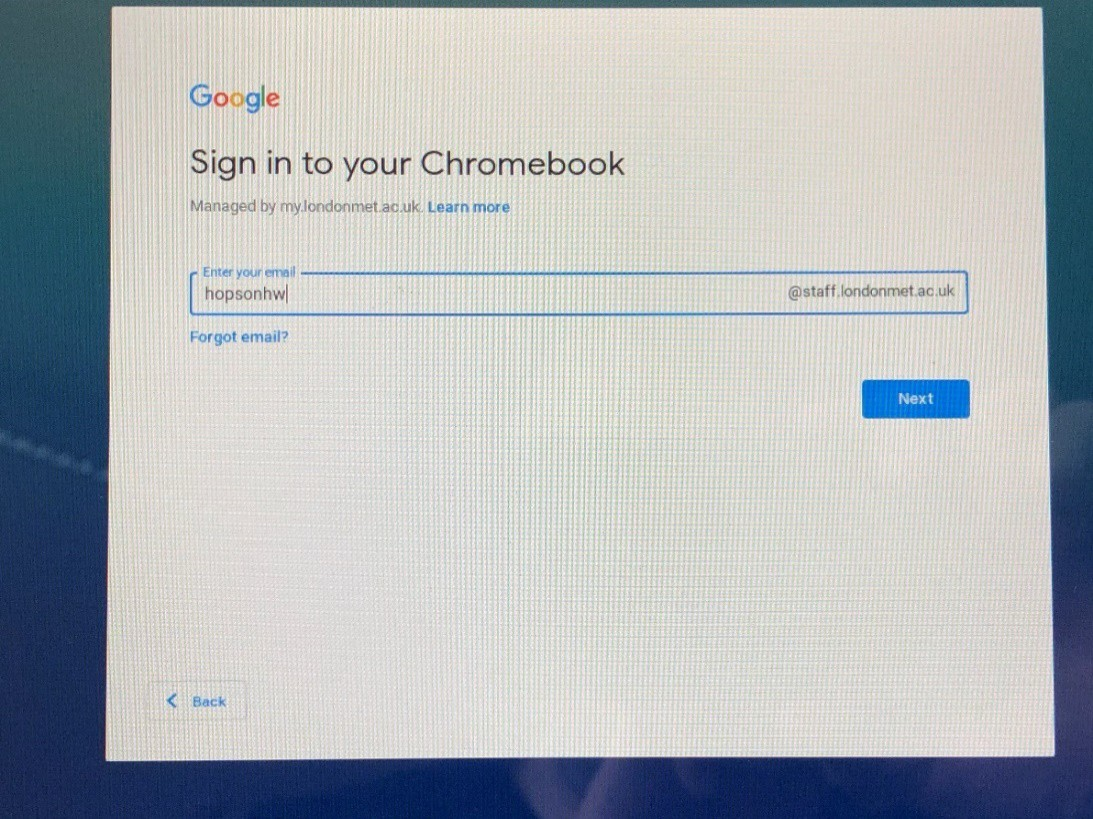 Google
Sign in to your Chromebook
Managed by my.londonmet.ac.uk. Learn more
Enter your email
hopsonhw @staff.londonmet.ac.uk
Forgot email?
Next
Back